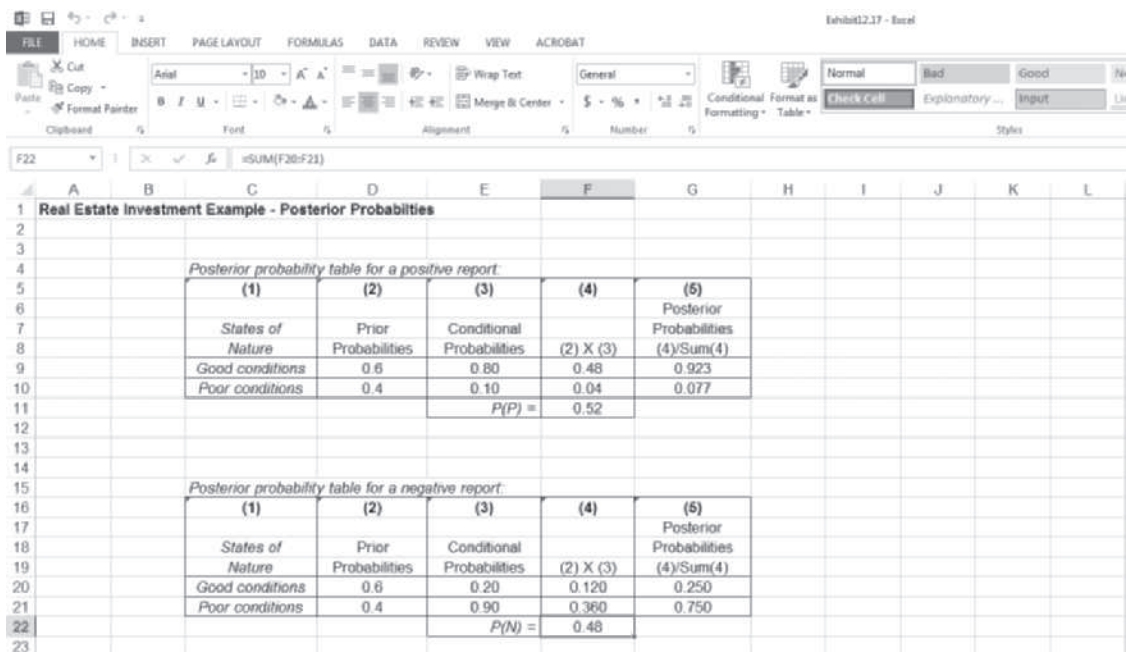 Exhibit12.17 - Excel
FILE HOME INSERT PAGE LAYOUT FORMULAS DATA REVIEW VIEW ACROBAT
Paste
Cut
Copy
Format Painter
Clipboard
Arial 10 A A
B I U A
Font
Wrap Text
Merge & Center
Alignment
General
$ % ,
Number
Conditional Formatting
Format as Table
Normal Bad Good
Check Cell Explanatory ... Input
Styles
F22 fx =SUM(F20:F21)
A B C D E F G H I J K L
1 Real Estate Investment Example - Posterior Probabilties
2
3
4 Posterior probability table for a positive report:
5 (1) (2) (3) (4) (5)
6 Posterior
7 States of Prior Conditional Probabilities
8 Nature Probabilities Probabilities (2) X (3) (4)/Sum(4)
9 Good conditions 0.6 0.80 0.48 0.923
10 Poor conditions 0.4 0.10 0.04 0.077
11 P(P) = 0.52
12
13
14
15 Posterior probability table for a negative report:
16 (1) (2) (3) (4) (5)
17 Posterior
18 States of Prior Conditional Probabilities
19 Nature Probabilities Probabilities (2) X (3) (4)/Sum(4)
20 Good conditions 0.6 0.20 0.120 0.250
21 Poor conditions 0.4 0.90 0.360 0.750
22 P(N) = 0.48
23